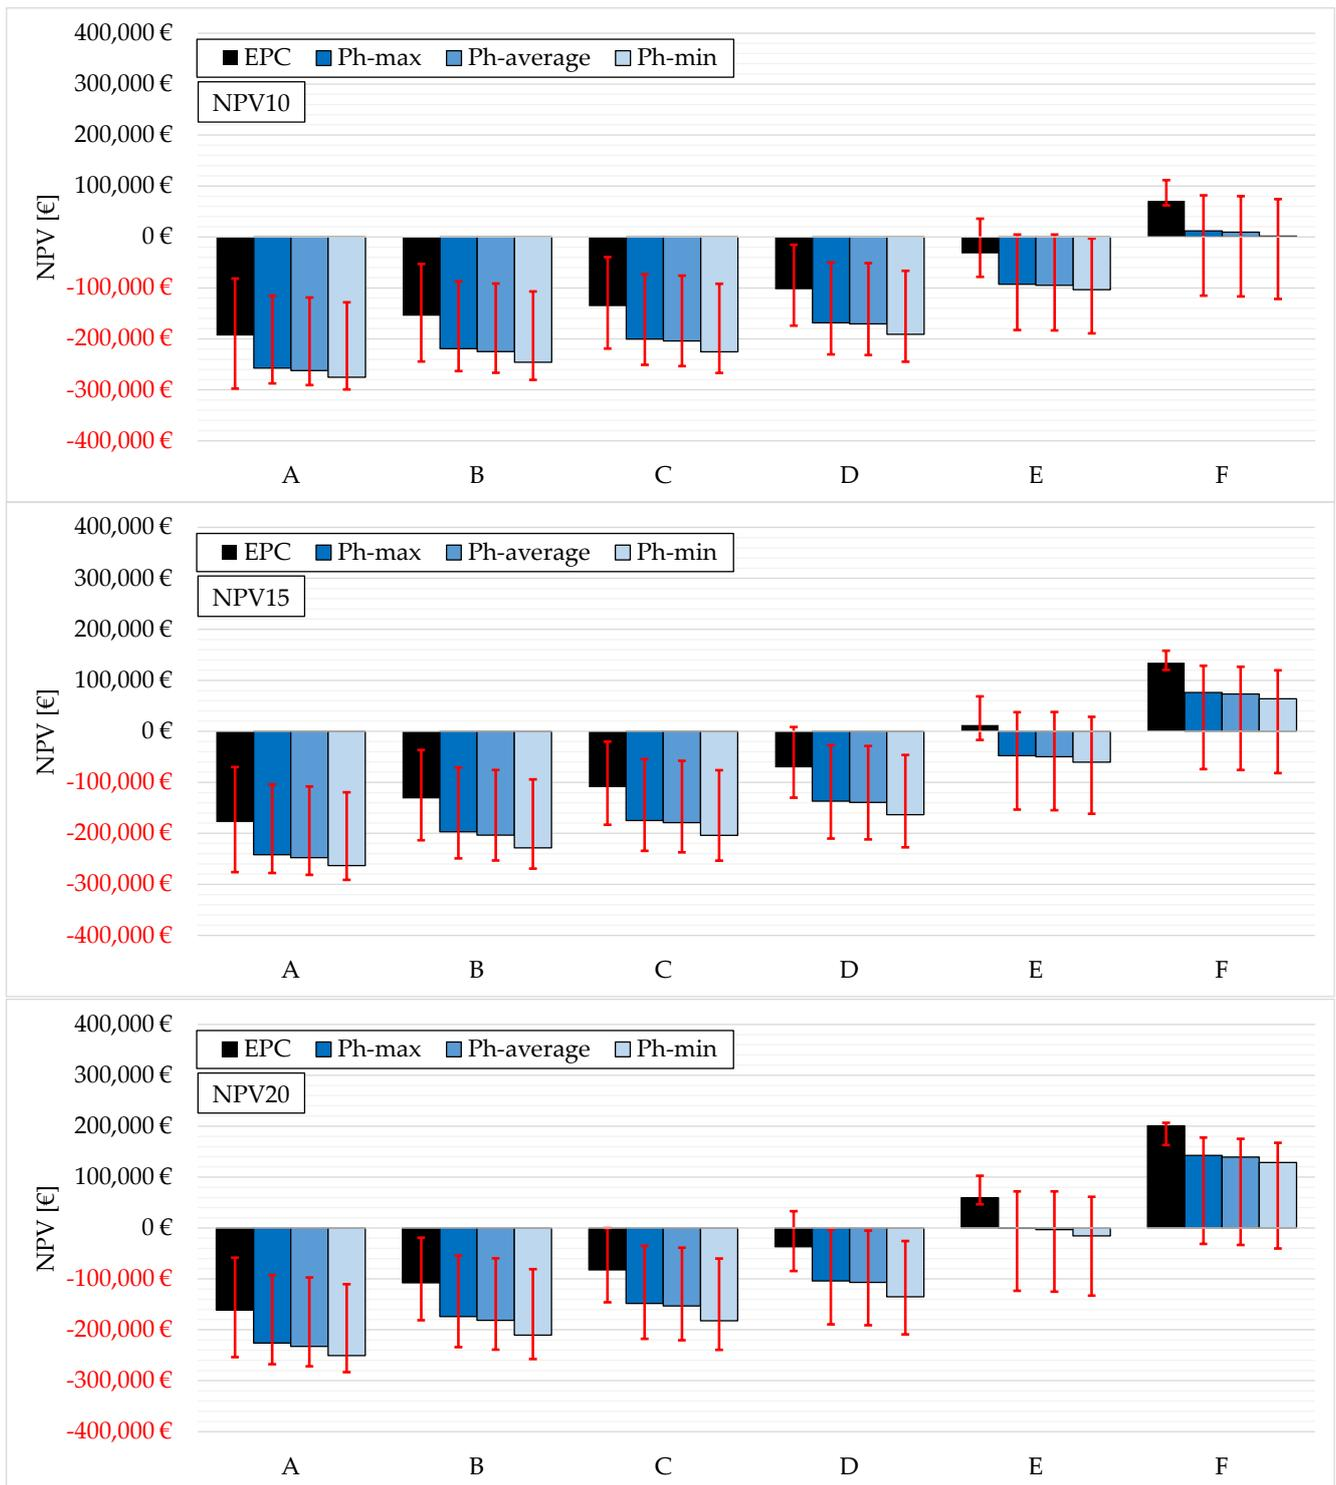 400,000 €
EPC Ph-max Ph-average Ph-min
300,000 €
NPV10
200,000 €
100,000 €
0 €
-100,000 €
-200,000 €
-300,000 €
-400,000 €
NPV [€]
A B C D E F
400,000 €
EPC Ph-max Ph-average Ph-min
300,000 €
NPV15
200,000 €
100,000 €
0 €
-100,000 €
-200,000 €
-300,000 €
-400,000 €
NPV [€]
A B C D E F
400,000 €
EPC Ph-max Ph-average Ph-min
300,000 €
NPV20
200,000 €
100,000 €
0 €
-100,000 €
-200,000 €
-300,000 €
-400,000 €
NPV [€]
A B C D E F